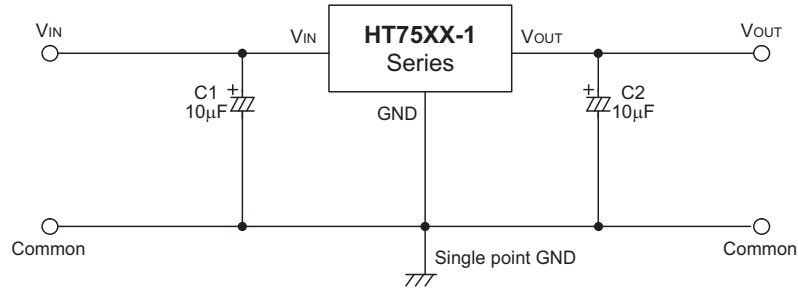 VIN
VIN
HT75XX-1
Series
VOUT
VOUT
C1
10μF
+
GND
+
C2
10μF
Common
Single point GND
Common